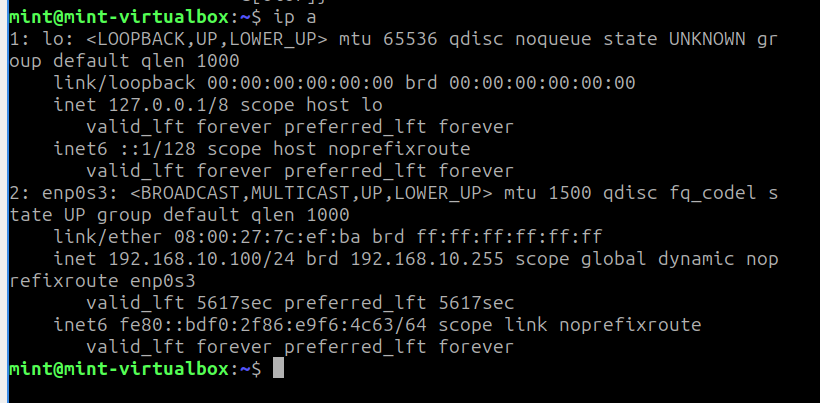 mint@mint-virtualbox:~$ ip a
1: lo: <LOOPBACK,UP,LOWER_UP> mtu 65536 qdisc noqueue state UNKNOWN gr
oup default qlen 1000
    link/loopback 00:00:00:00:00:00 brd 00:00:00:00:00:00
    inet 127.0.0.1/8 scope host lo
       valid_lft forever preferred_lft forever
    inet6 ::1/128 scope host noprefixroute
       valid_lft forever preferred_lft forever
2: enp0s3: <BROADCAST,MULTICAST,UP,LOWER_UP> mtu 1500 qdisc fq_codel s
tate UP group default qlen 1000
    link/ether 08:00:27:7c:ef:ba brd ff:ff:ff:ff:ff:ff
    inet 192.168.10.100/24 brd 192.168.10.255 scope global dynamic nop
refixroute enp0s3
       valid_lft 5617sec preferred_lft 5617sec
    inet6 fe80::bdf0:2f86:e9f6:4c63/64 scope link noprefixroute
       valid_lft forever preferred_lft forever
mint@mint-virtualbox:~$